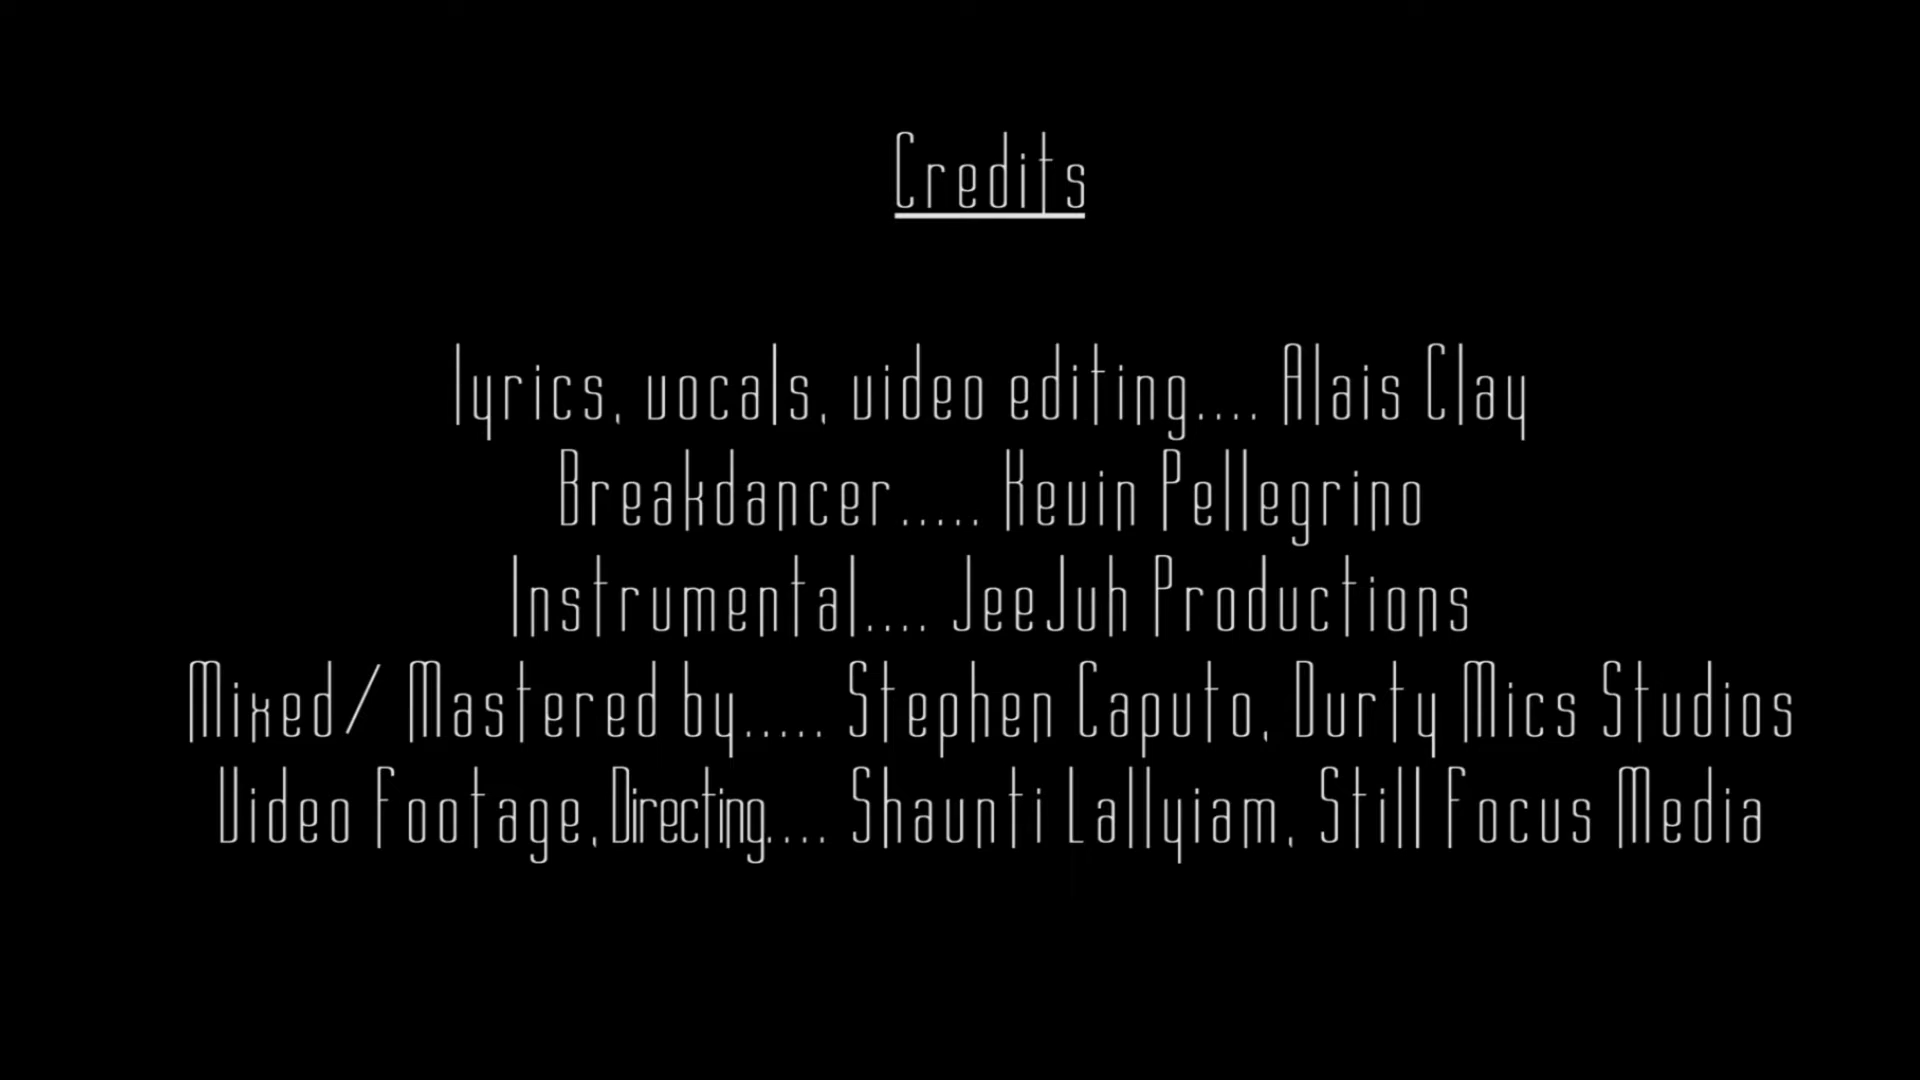 Credits
lyrics, vocals, video editing.... Alais Clay
Breakdancer..... Kevin Pellegrino
Instrumental.... JeeJuh Productions
Mixed/ Mastered by..... Stephen Caputo, Durty Mics Studios
Video Footage, Directing.... Shaunti Lallyiam, Still Focus Media